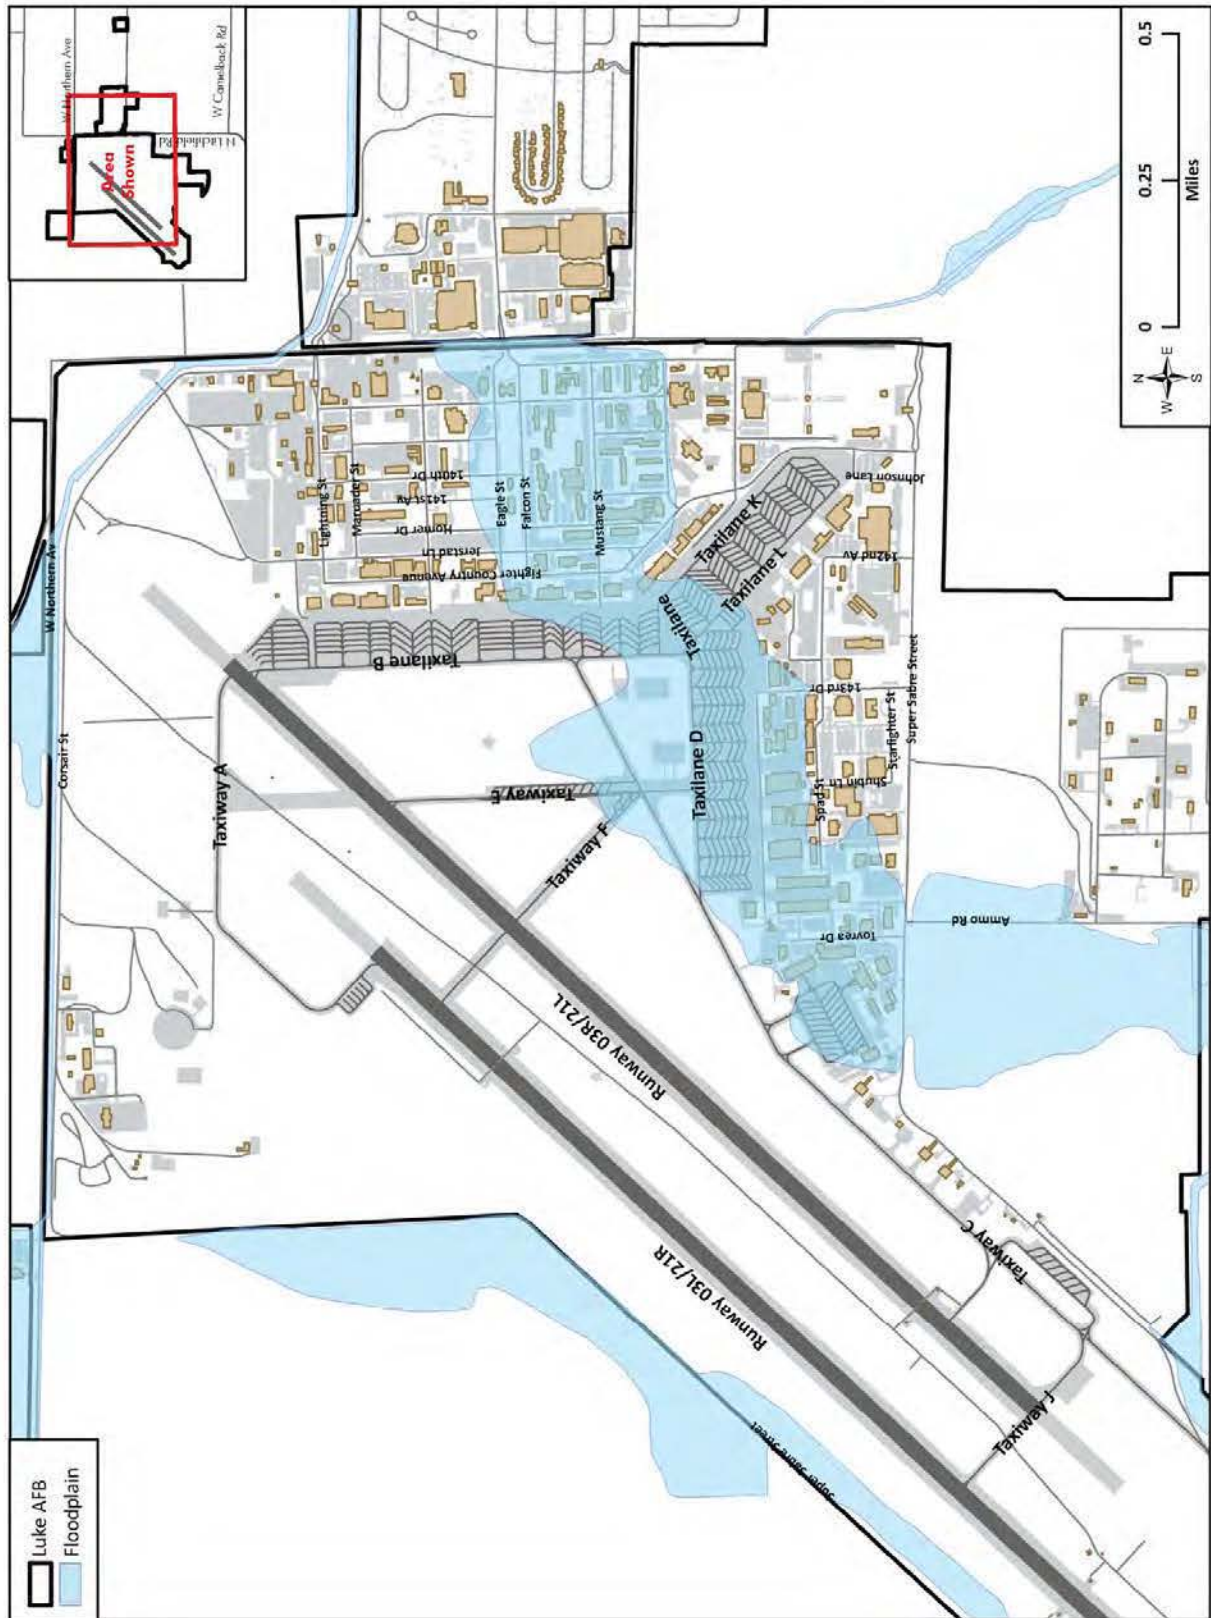 Luke AFB
Floodplain
W Northern Ave
W Camelback Rd
N Litchfield Rd
Area
Shown
W Northern Av
Corsair St
Lightning St
Marauder St
140th Dr
141st Av
Homer Dr
Jerstad Ln
Fighter Country Avenue
Eagle St
Falcon St
Mustang St
Taxiway A
Taxilane B
Taxiway E
Taxiway F
Taxilane D
Taxilane
Taxilane K
Taxilane L
Johnson Lane
142nd Av
143rd Dr
Super Sabre Street
Starfighter St
Shubin Ln
Spad St
Toyrea Dr
Ammo Rd
Runway 03R/21L
Runway 03L/21R
Super Sabre Street
Taxiway C
Taxiway J
N
W
E
S
0
0.25
0.5
Miles